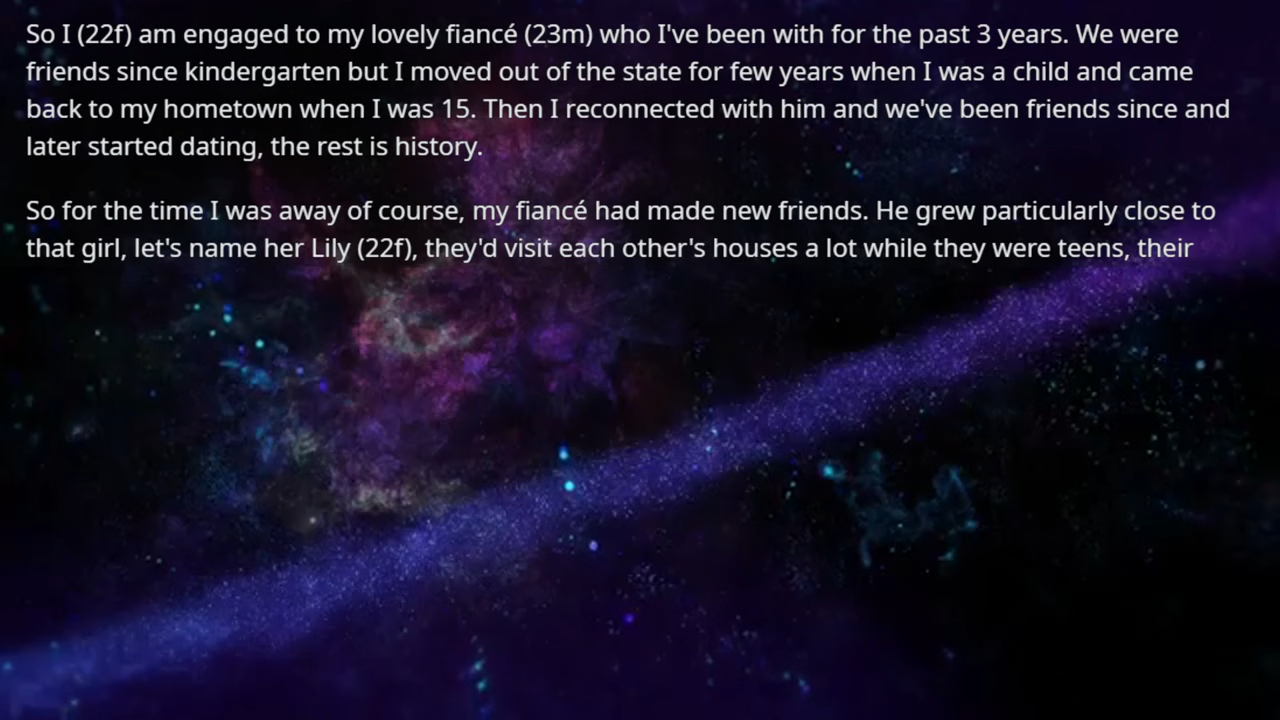 So I (22f) am engaged to my lovely fiancé (23m) who I've been with for the past 3 years. We were
friends since kindergarten but I moved out of the state for few years when I was a child and came
back to my hometown when I was 15. Then I reconnected with him and we've been friends since and
later started dating, the rest is history.
So for the time I was away of course, my fiancé had made new friends. He grew particularly close to
that girl, let's name her Lily (22f), they'd visit each other's houses a lot while they were teens, their